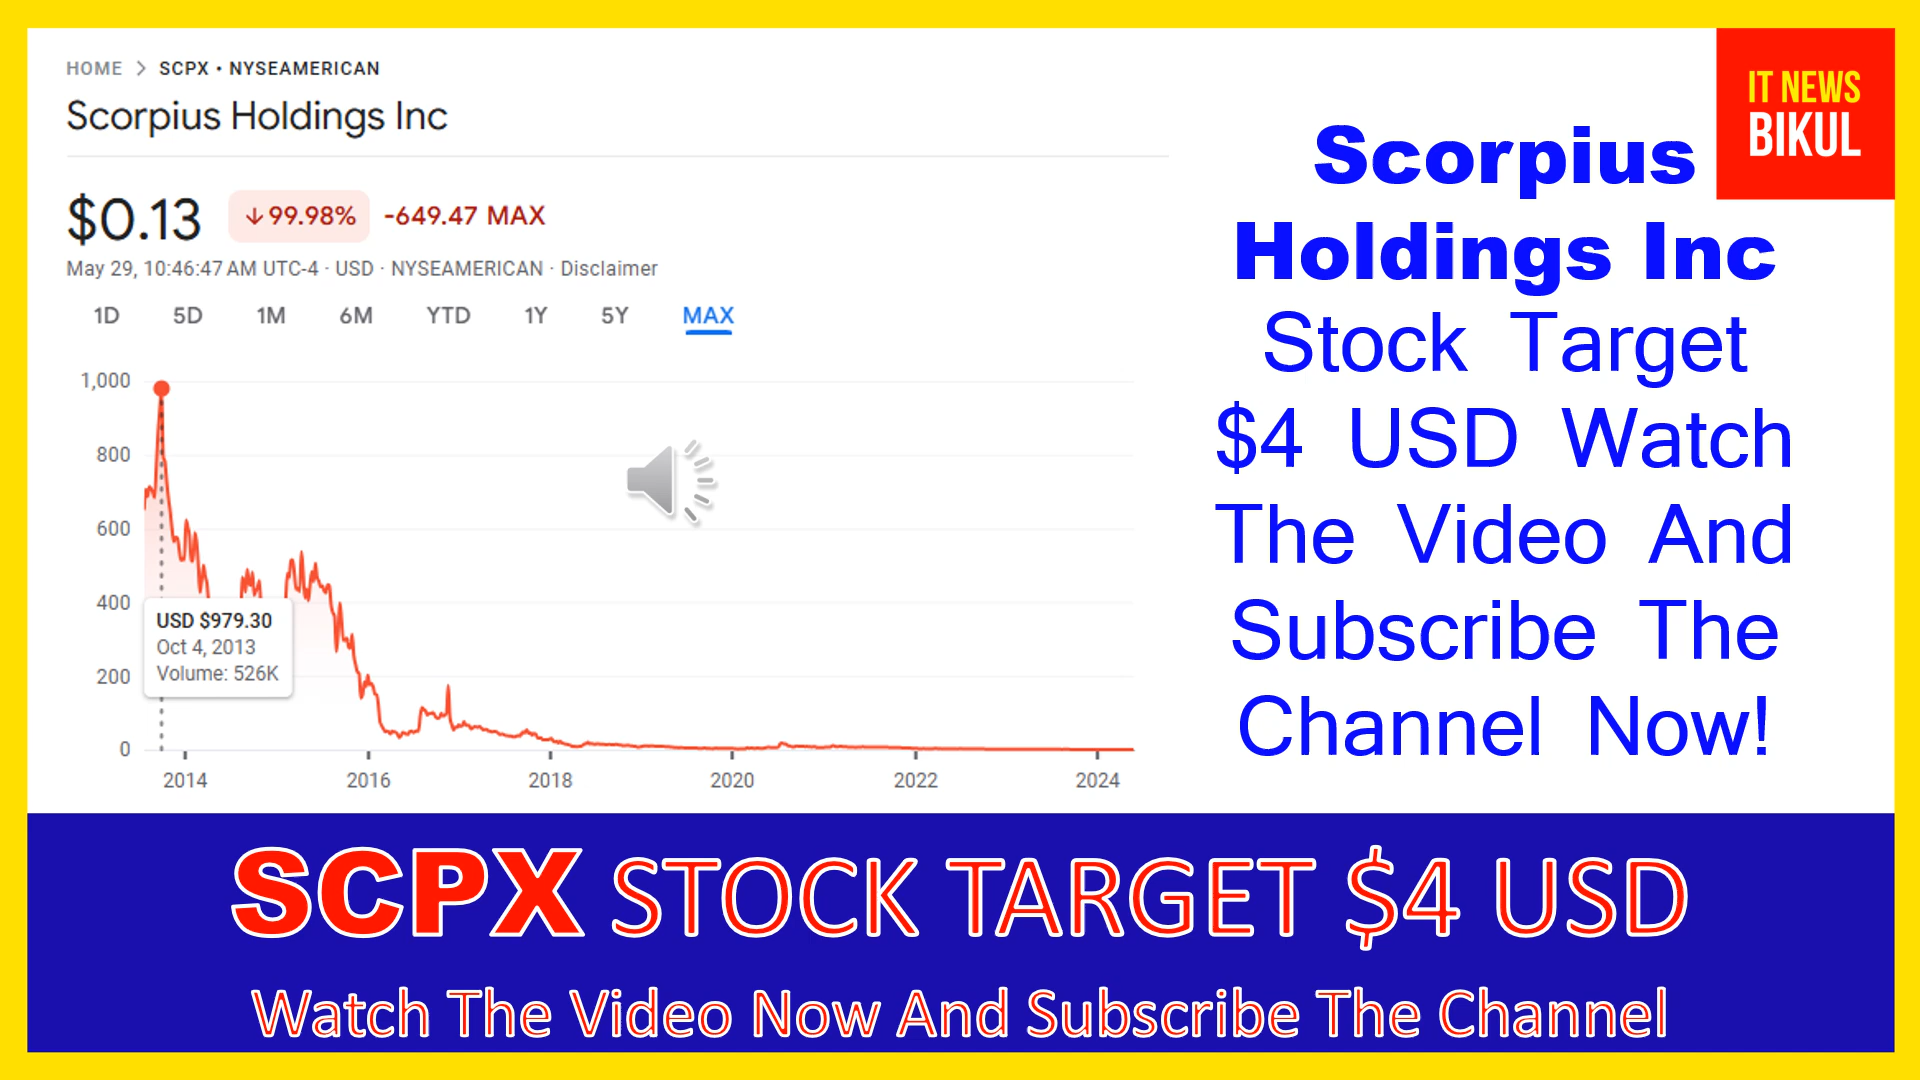 HOME > SCPX • NYSEAMERICAN
Scorpius Holdings Inc
$0.13 ↓99.98% -649.47 MAX
May 29, 10:46:47 AM UTC-4 · USD · NYSEAMERICAN · Disclaimer
1D 5D 1M 6M YTD 1Y 5Y MAX
1,000
800
600
400
200
0
USD $979.30
Oct 4, 2013
Volume: 526K
2014 2016 2018 2020 2022 2024
IT NEWS
BIKUL
Scorpius
Holdings Inc
Stock Target
$4 USD Watch
The Video And
Subscribe The
Channel Now!
SCPX STOCK TARGET $4 USD
Watch The Video Now And Subscribe The Channel